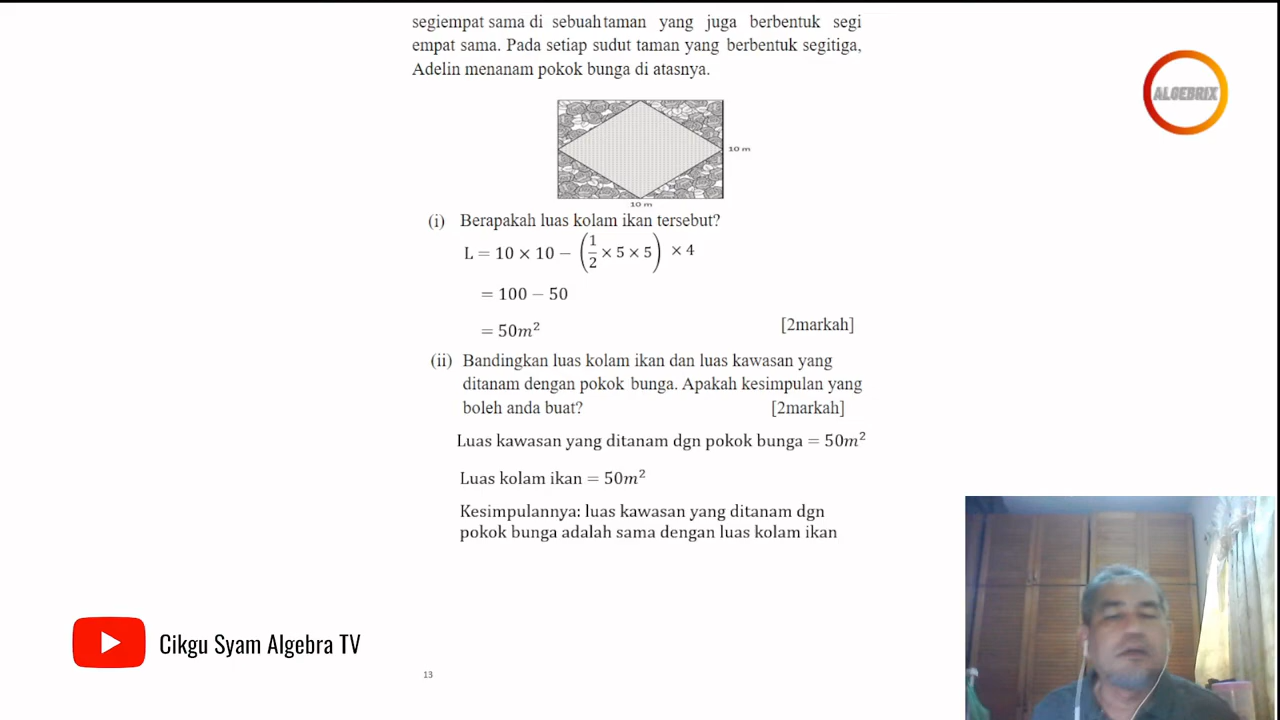 segiempat sama di sebuahtaman yang juga berbentuk segi
empat sama. Pada setiap sudut taman yang berbentuk segitiga,
Adelin menanam pokok bunga di atasnya.
ALGEBRIX
10 m
10 m
(i) Berapakah luas kolam ikan tersebut?
L = 10 × 10 − (1/2 × 5 × 5) × 4
= 100 − 50
= 50m²
[2markah]
(ii) Bandingkan luas kolam ikan dan luas kawasan yang
ditanam dengan pokok bunga. Apakah kesimpulan yang
boleh anda buat? [2markah]
Luas kawasan yang ditanam dgn pokok bunga = 50m²
Luas kolam ikan = 50m²
Kesimpulannya: luas kawasan yang ditanam dgn
pokok bunga adalah sama dengan luas kolam ikan
Cikgu Syam Algebra TV
13